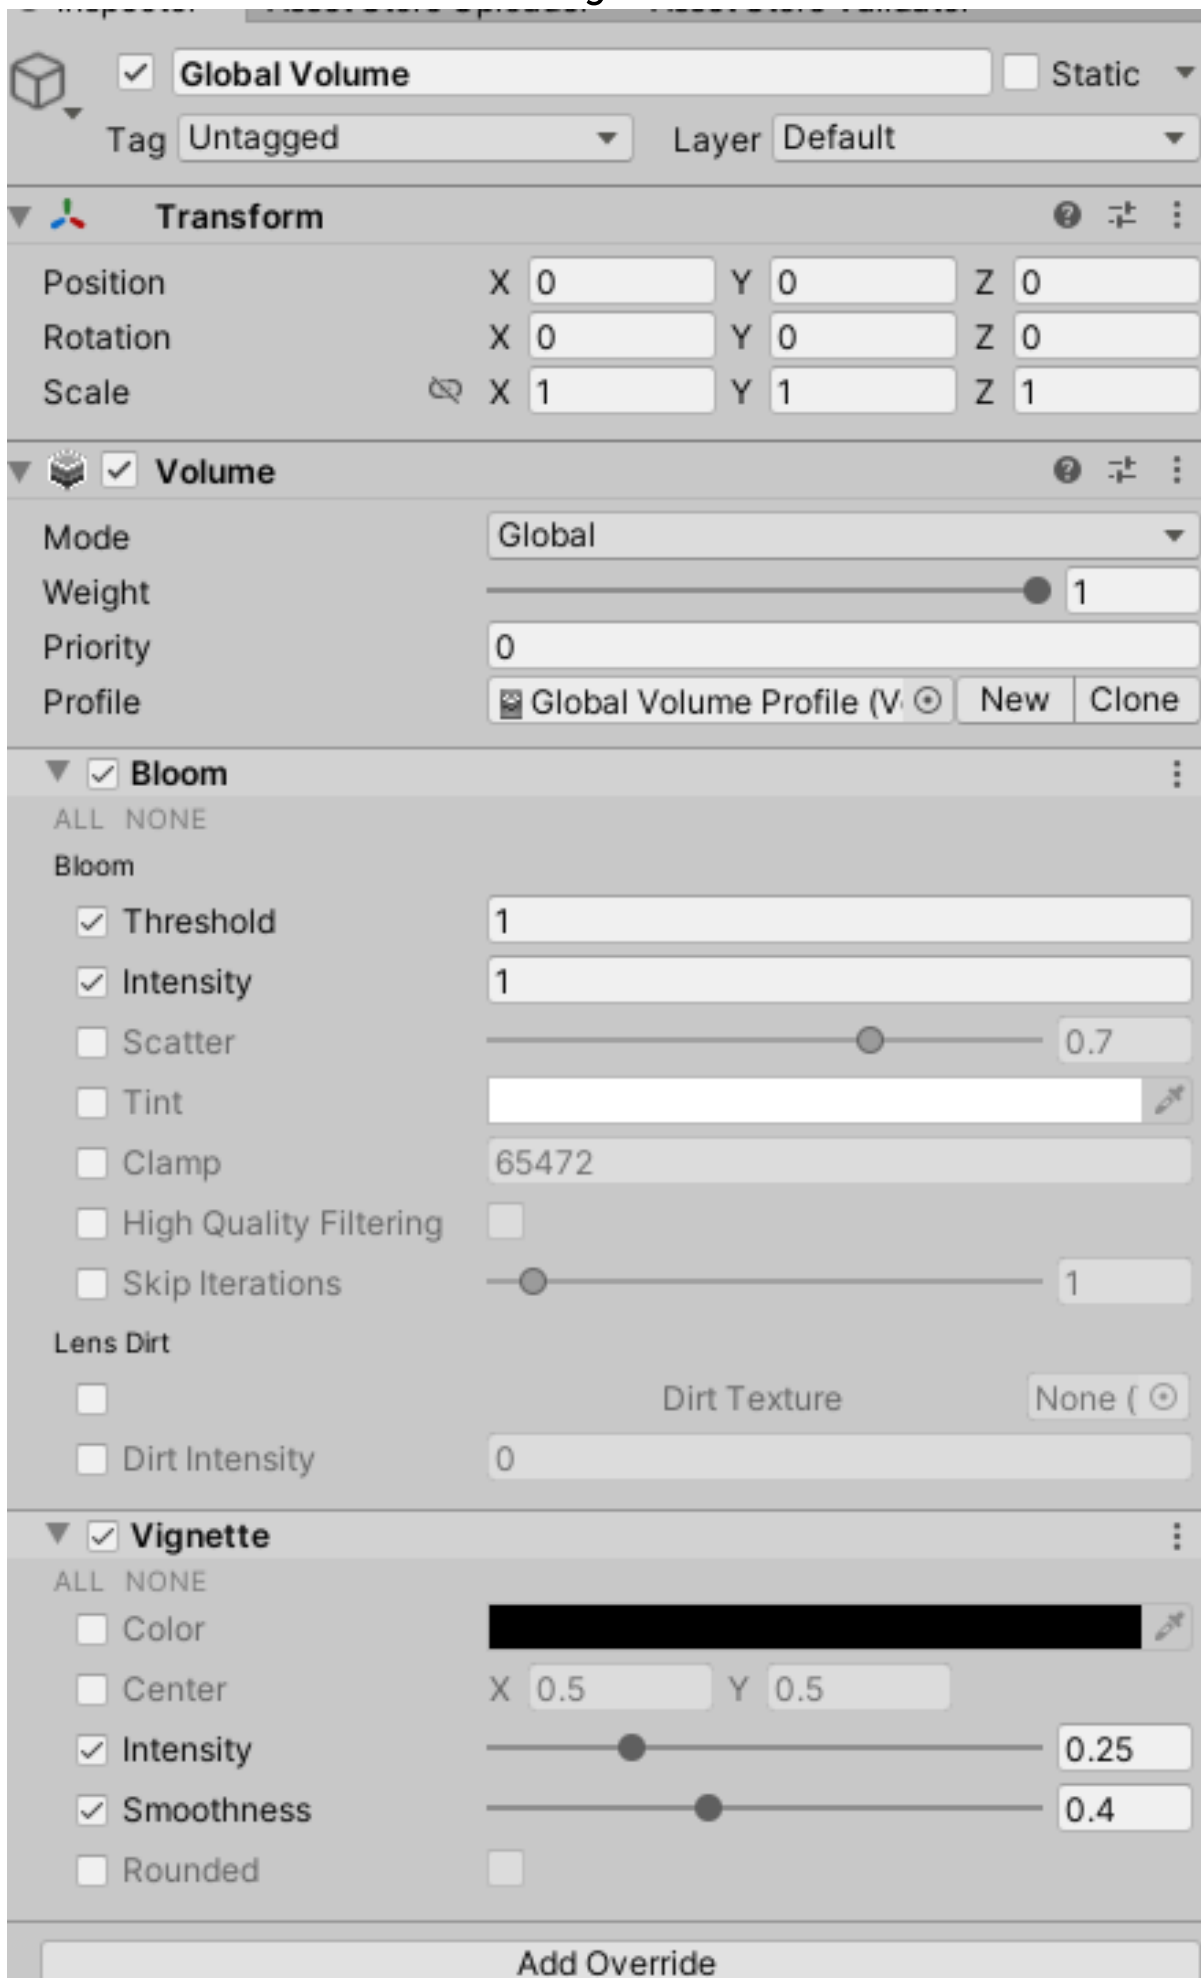 Global Volume Static
Tag Untagged Layer Default
Transform
Position X 0 Y 0 Z 0
Rotation X 0 Y 0 Z 0
Scale X 1 Y 1 Z 1
Volume
Mode Global
Weight 1
Priority 0
Profile Global Volume Profile (V New Clone
Bloom
ALL NONE
Bloom
Threshold 1
Intensity 1
Scatter 0.7
Tint
Clamp 65472
High Quality Filtering
Skip Iterations 1
Lens Dirt
Dirt Texture None (
Dirt Intensity 0
Vignette
ALL NONE
Color
Center X 0.5 Y 0.5
Intensity 0.25
Smoothness 0.4
Rounded
Add Override